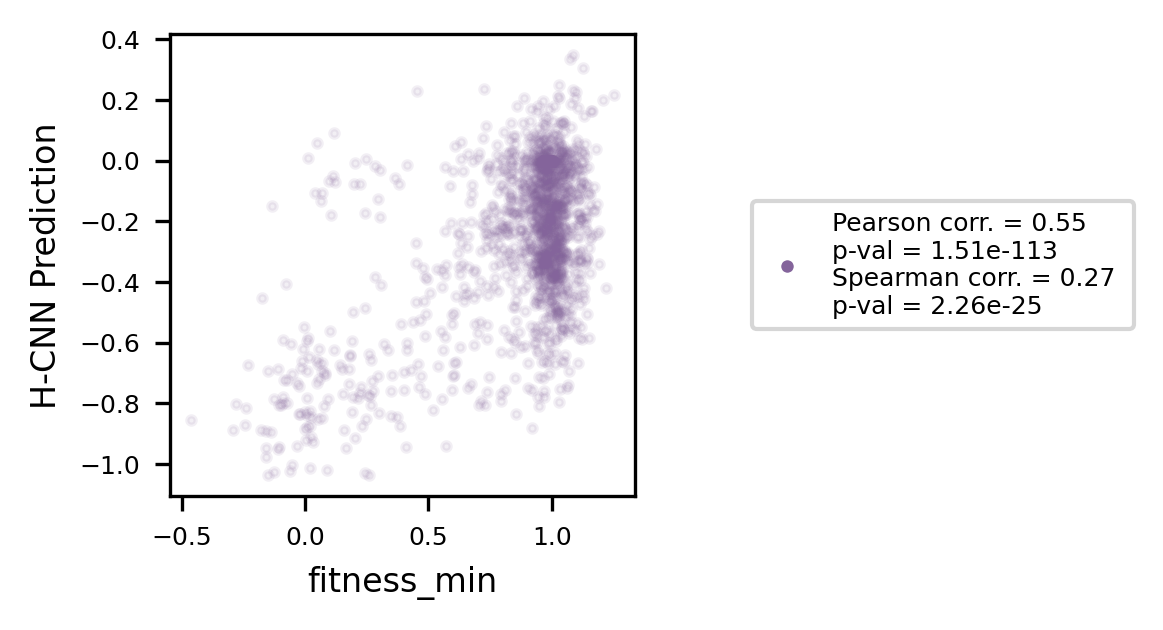 H-CNN Prediction
0.4
0.2
0.0
−0.2
−0.4
−0.6
−0.8
−1.0
−0.5 0.0 0.5 1.0
fitness_min
Pearson corr. = 0.55
p-val = 1.51e-113
Spearman corr. = 0.27
p-val = 2.26e-25